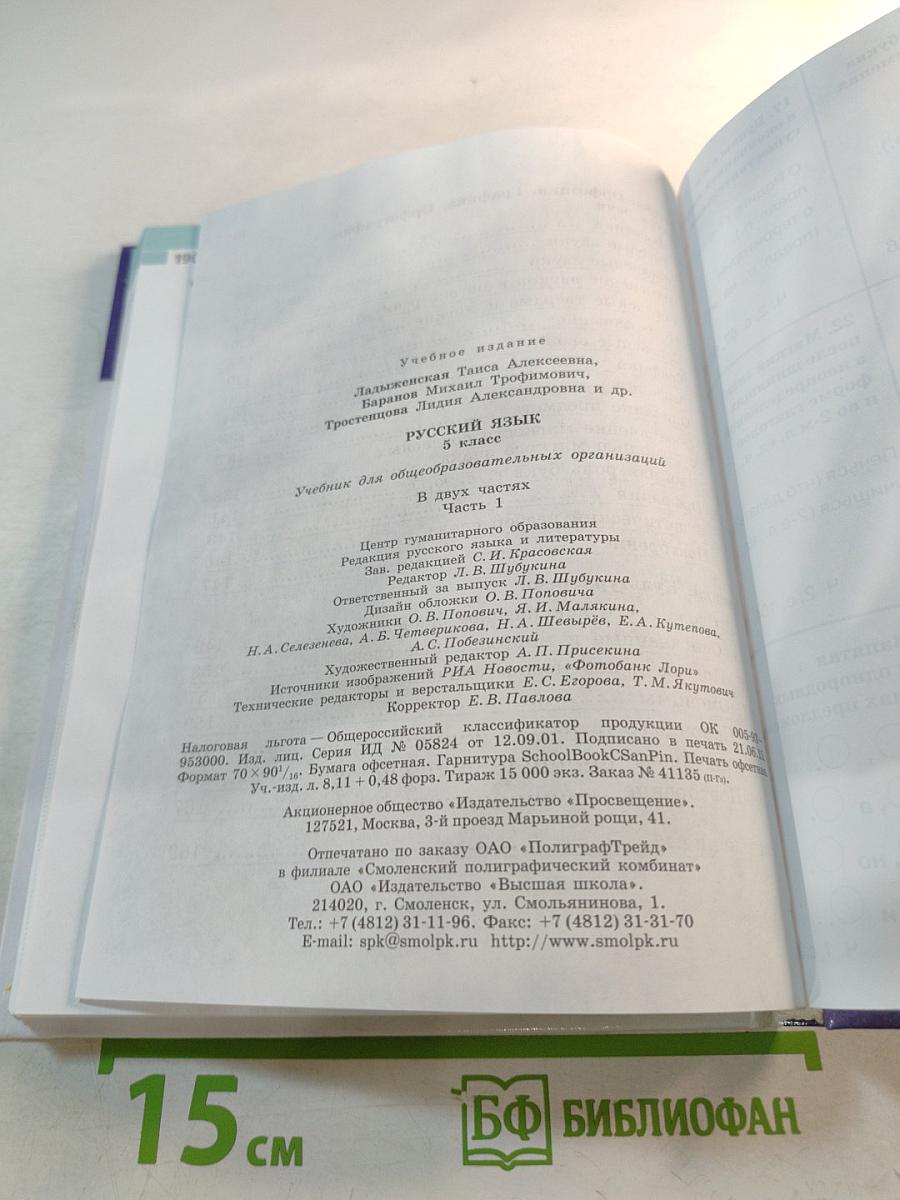 190
Учебное издание
Ладыженская Таиса Алексеевна,
Баранов Михаил Трофимович,
Тростенцова Лидия Александровна и др.
РУССКИЙ ЯЗЫК
5 класс
Учебник для общеобразовательных организаций
В двух частях
Часть 1
Центр гуманитарного образования
Редакция русского языка и литературы
Зав. редакцией С. И. Красовская
Редактор Л. В. Шубукина
Ответственный за выпуск Л. В. Шубукина
Дизайн обложки О. В. Поповича
Художники О. В. Попович, Я. И. Малякина,
Н. А. Селезенева, А. Б. Четверикова, Н. А. Шевырёв, Е. А. Кутепова,
А. С. Побезинский
Художественный редактор А. П. Присекина
Источники изображений РИА Новости, «Фотобанк Лори»
Технические редакторы и верстальщики Е. С. Егорова, Т. М. Якутович
Корректор Е. В. Павлова
Налоговая льгота — Общероссийский классификатор продукции ОК 005-93-
953000. Изд. лиц. Серия ИД № 05824 от 12.09.01. Подписано в печать
Формат 70 × 90 1/16. Бумага офсетная. Гарнитура SchoolBookCSanPin. Печать офсетная
Уч.-изд. л. 8,11 + 0,48 форз. Тираж 15 000 экз. Заказ № 41135 (п-г).
Акционерное общество «Издательство «Просвещение».
127521, Москва, 3-й проезд Марьиной рощи, 41.
Отпечатано по заказу ОАО «ПолиграфТрейд»
в филиале «Смоленский полиграфический комбинат»
ОАО «Издательство «Высшая школа».
214020, г. Смоленск, ул. Смольянинова, 1.
Тел.: +7 (4812) 31-11-96. Факс: +7 (4812) 31-31-70
E-mail: spk@smolpk.ru http://www.smolpk.ru
15 см
БФ БИБЛИОФАН